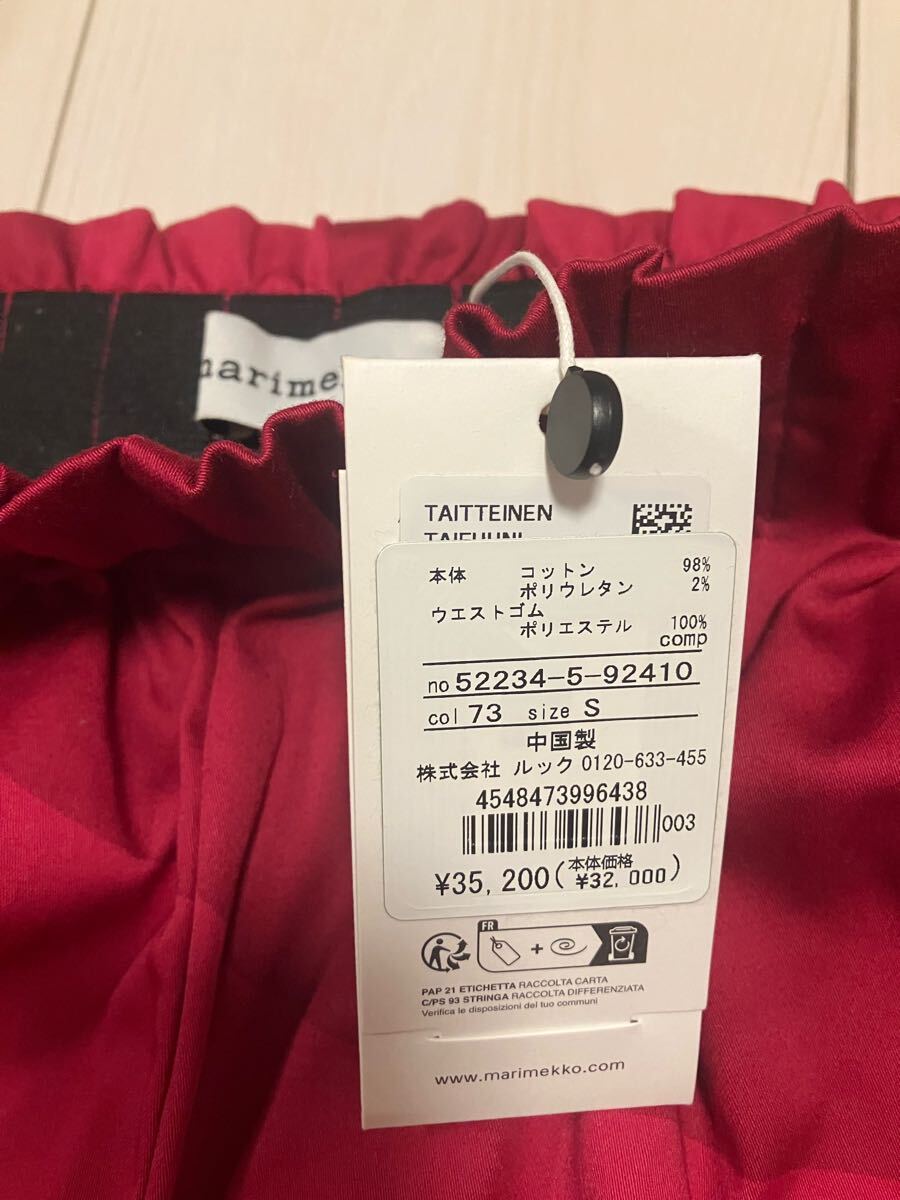 marime
TAITTEINEN
TAIFUUNI
本体 コットン 98%
ポリウレタン 2%
ウエストゴム
ポリエステル 100%
comp
no 52234-5-92410
col 73 size S
中国製
株式会社 ルック 0120-633-455
4548473996438
003
¥35,200(本体価格 ¥32,000)
FR
PAP 21 ETICHETTA RACCOLTA CARTA
C/PS 93 STRINGA RACCOLTA DIFFERENZIATA
Verifica le disposizioni del tuo comuni
www.marimekko.com